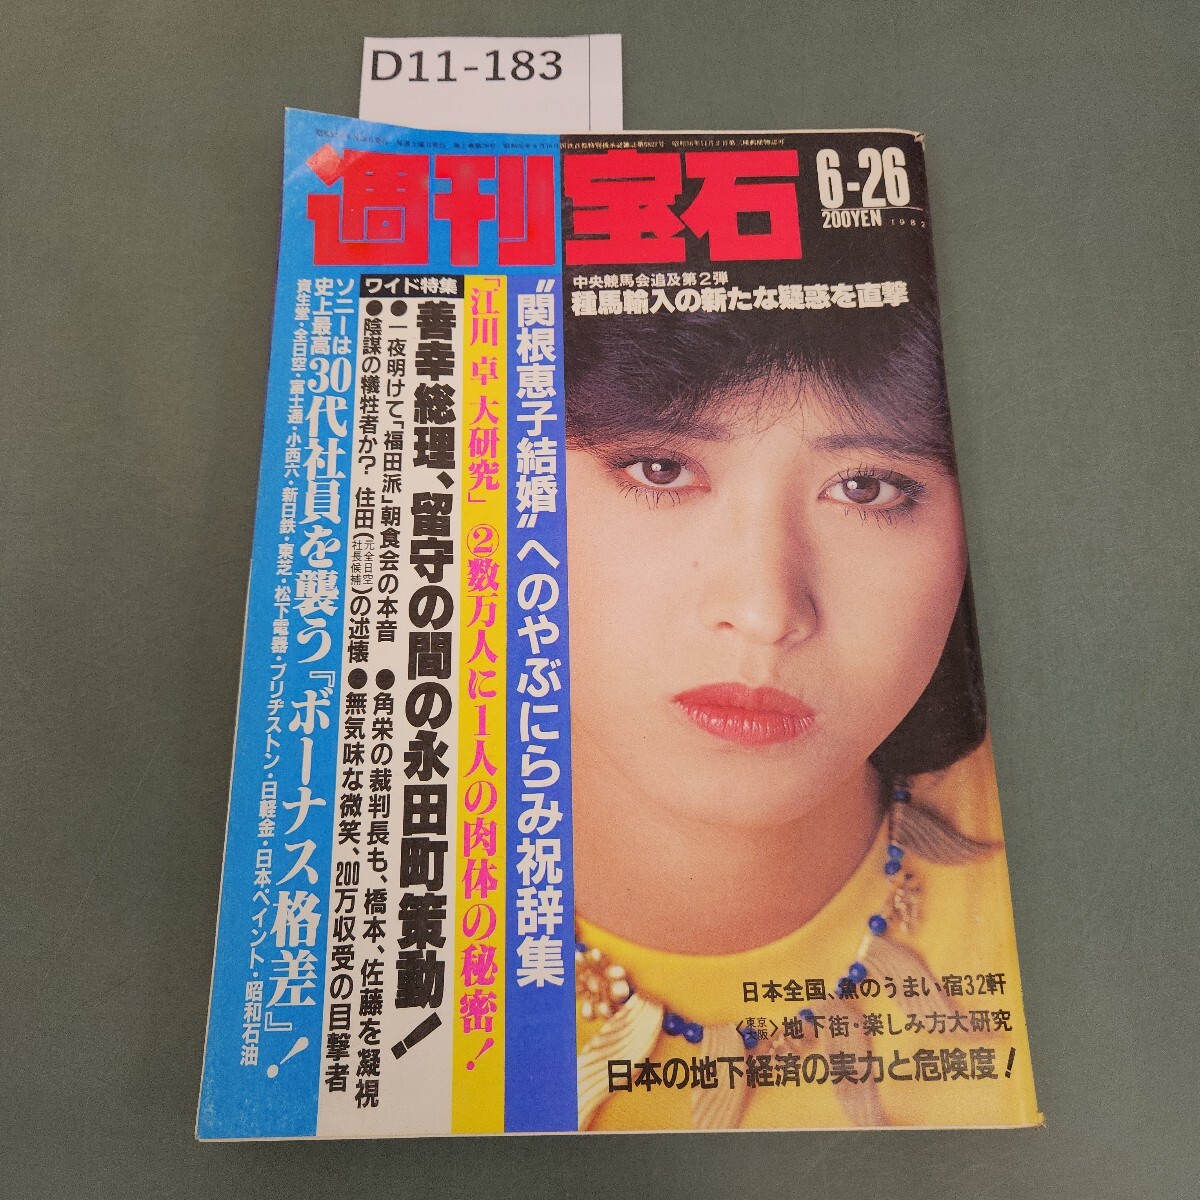 D11-183
週刊宝石
6-26
200YEN 1982
中央競馬会追及第2弾
種馬輸入の新たな疑惑を直撃
“関根恵子結婚”へのやぶにらみ祝辞集
「江川 卓 大研究」 ②数万人に1人の肉体の秘密!
ワイド特集
善幸総理、留守の間の永田町策動!
●一夜明けて「福田派」朝食会の本音
●角栄の裁判長も、橋本、佐藤を凝視
●陰謀の犠牲者か? 住田(元全日空社長候補)の述懐
●無気味な微笑、200万収受の目撃者
ソニーは史上最高
30代社員を襲う『ボーナス格差』!
資生堂・全日空・富士通・小西六・新日鉄・東芝・松下電器・ブリヂストン・日軽金・日本ペイント・昭和石油
日本全国、魚のうまい宿32軒
〈東京大阪〉地下街・楽しみ方大研究
日本の地下経済の実力と危険度!